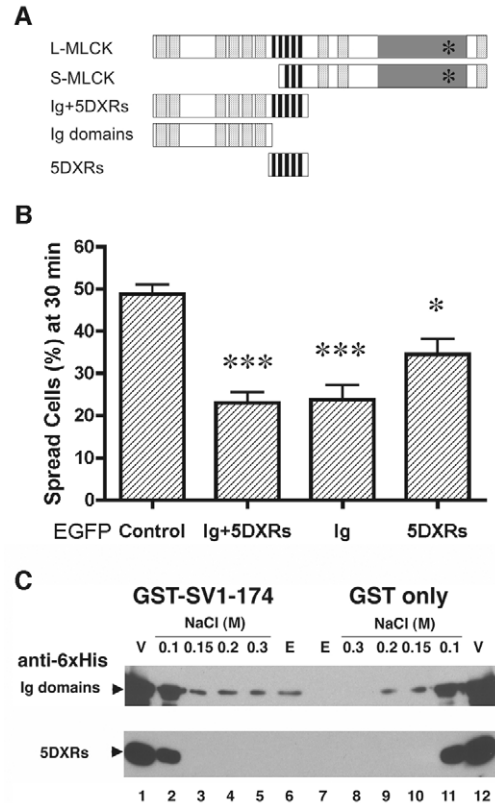 A
L-MLCK
*
S-MLCK
*
Ig+5DXRs
Ig domains
5DXRs
B
Spread Cells (%) at 30 min
60
50
40
30
20
10
0
***
***
*
EGFP Control Ig+5DXRs Ig 5DXRs
C
GST-SV1-174 GST only
NaCl (M) NaCl (M)
V 0.1 0.15 0.2 0.3 E E 0.3 0.2 0.15 0.1 V
anti-6xHis
Ig domains
5DXRs
1 2 3 4 5 6 7 8 9 10 11 12